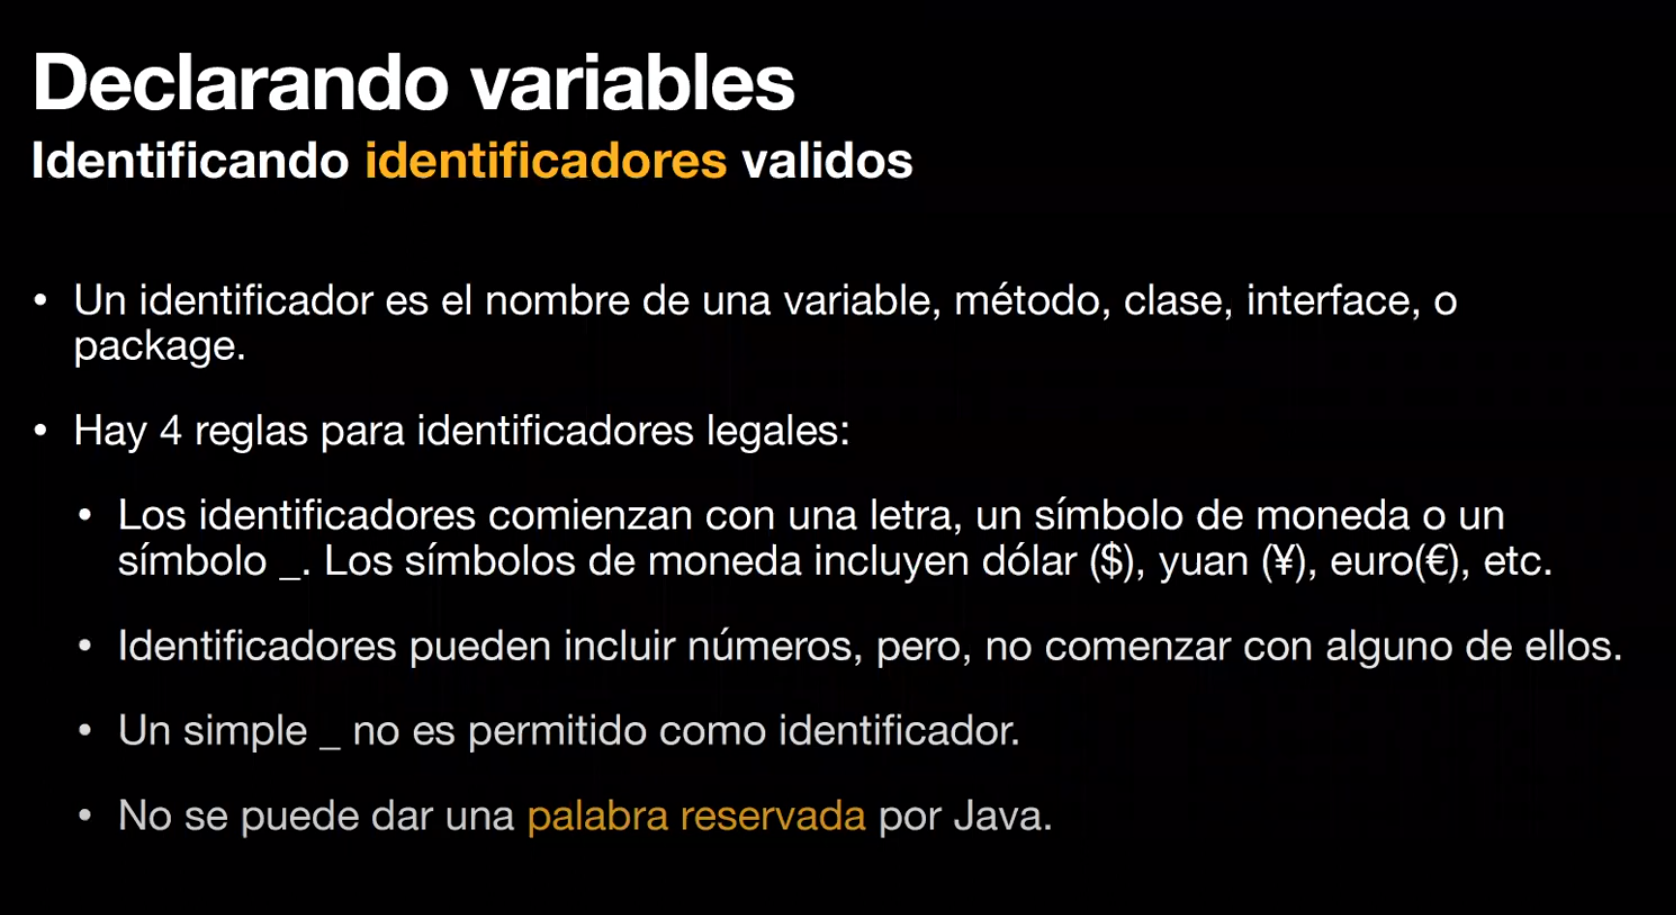 Declarando variables
Identificando identificadores validos
• Un identificador es el nombre de una variable, método, clase, interface, o
package.
• Hay 4 reglas para identificadores legales:
• Los identificadores comienzan con una letra, un símbolo de moneda o un
símbolo _. Los símbolos de moneda incluyen dólar ($), yuan (¥), euro(€), etc.
• Identificadores pueden incluir números, pero, no comenzar con alguno de ellos.
• Un simple _ no es permitido como identificador.
• No se puede dar una palabra reservada por Java.